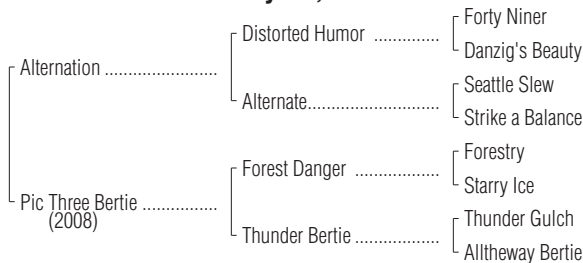 Forty Niner
Distorted Humor ..............
Danzig's Beauty
Alternation ........................
Seattle Slew
Alternate............................
Strike a Balance
Forestry
Forest Danger ..................
Starry Ice
Pic Three Bertie ................
(2008)
Thunder Gulch
Thunder Bertie ..................
Alltheway Bertie